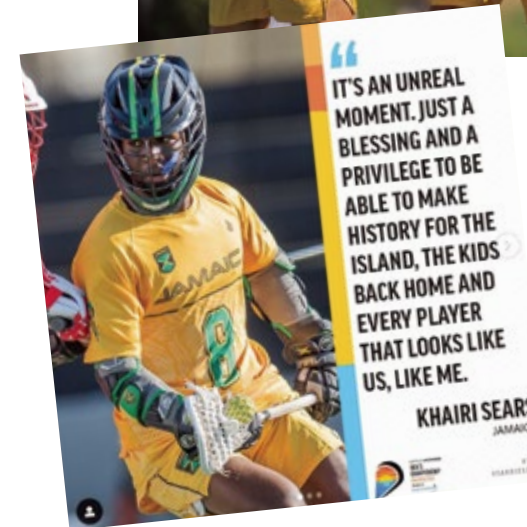 IT'S AN UNREAL
MOMENT. JUST A
BLESSING AND A
PRIVILEGE TO BE
ABLE TO MAKE
HISTORY FOR THE
ISLAND, THE KIDS
BACK HOME AND
EVERY PLAYER
THAT LOOKS LIKE
US, LIKE ME.
KHAIRI SEARS
JAMAIC
8